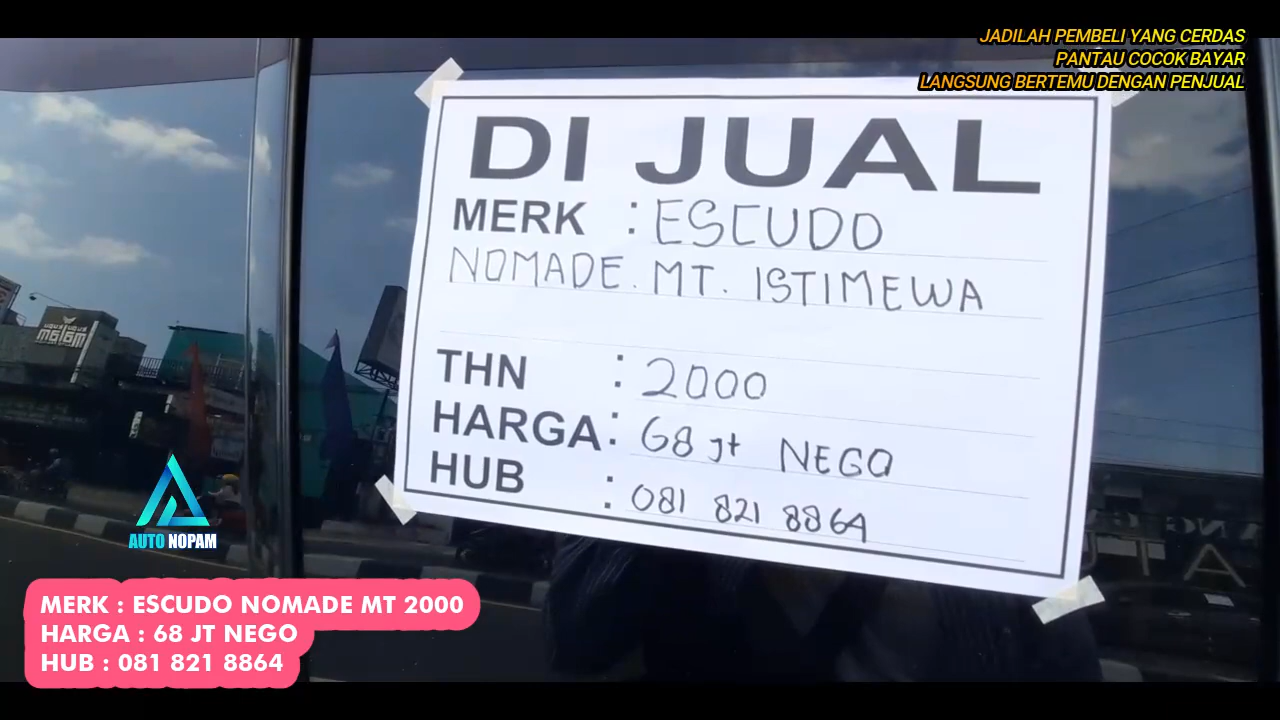 JADILAH PEMBELI YANG CERDAS
PANTAU COCOK BAYAR
LANGSUNG BERTEMU DENGAN PENJUAL
DI JUAL
MERK : ESCUDO
NOMADE. MT. ISTIMEWA
THN : 2000
HARGA : 68 jt NEGO
HUB : 081 821 8864
AUTO NOPAM
MERK : ESCUDO NOMADE MT 2000
HARGA : 68 JT NEGO
HUB : 081 821 8864